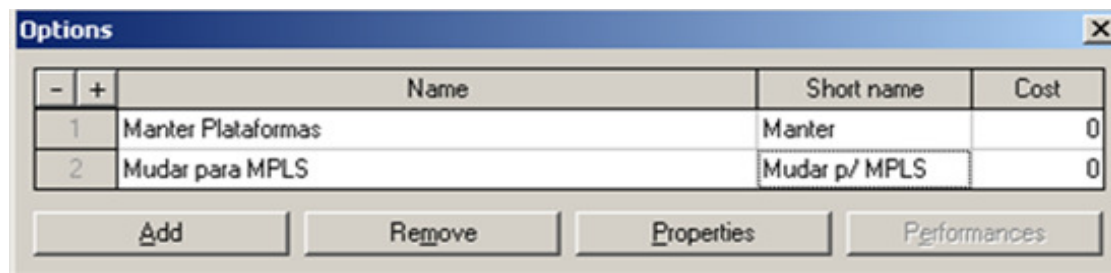 Options
- + Name Short name Cost
1 Manter Plataformas Manter 0
2 Mudar para MPLS Mudar p/ MPLS 0
Add Remove Properties Performances